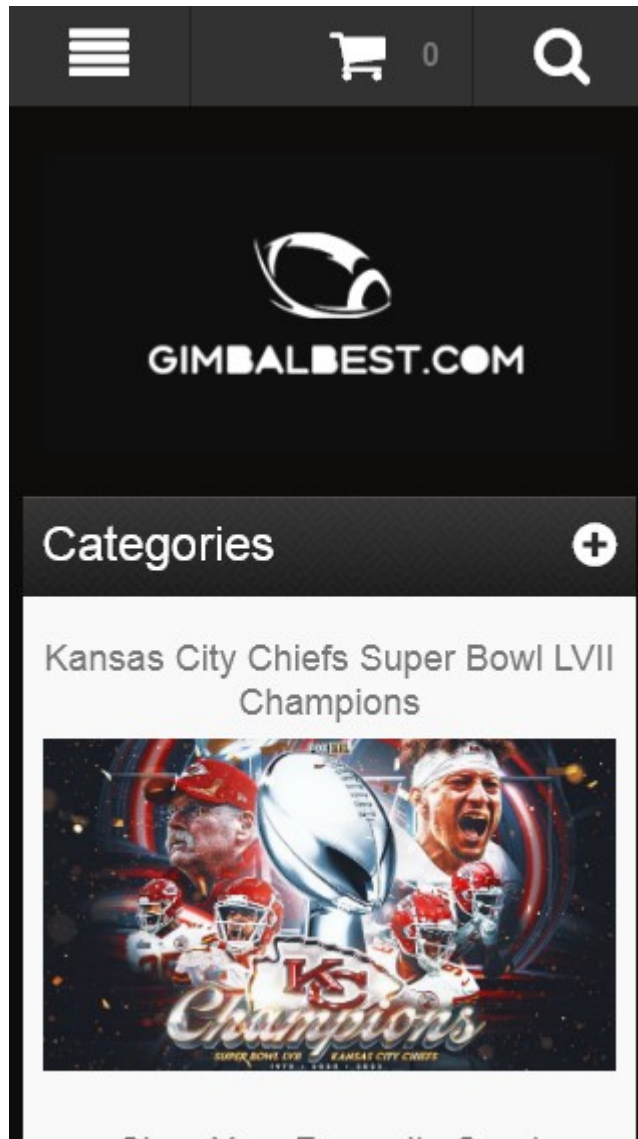 0
GIMBALBEST.COM
Categories
Kansas City Chiefs Super Bowl LVII
Champions
KC
Champions
SUPER BOWL LVII KANSAS CITY CHIEFS